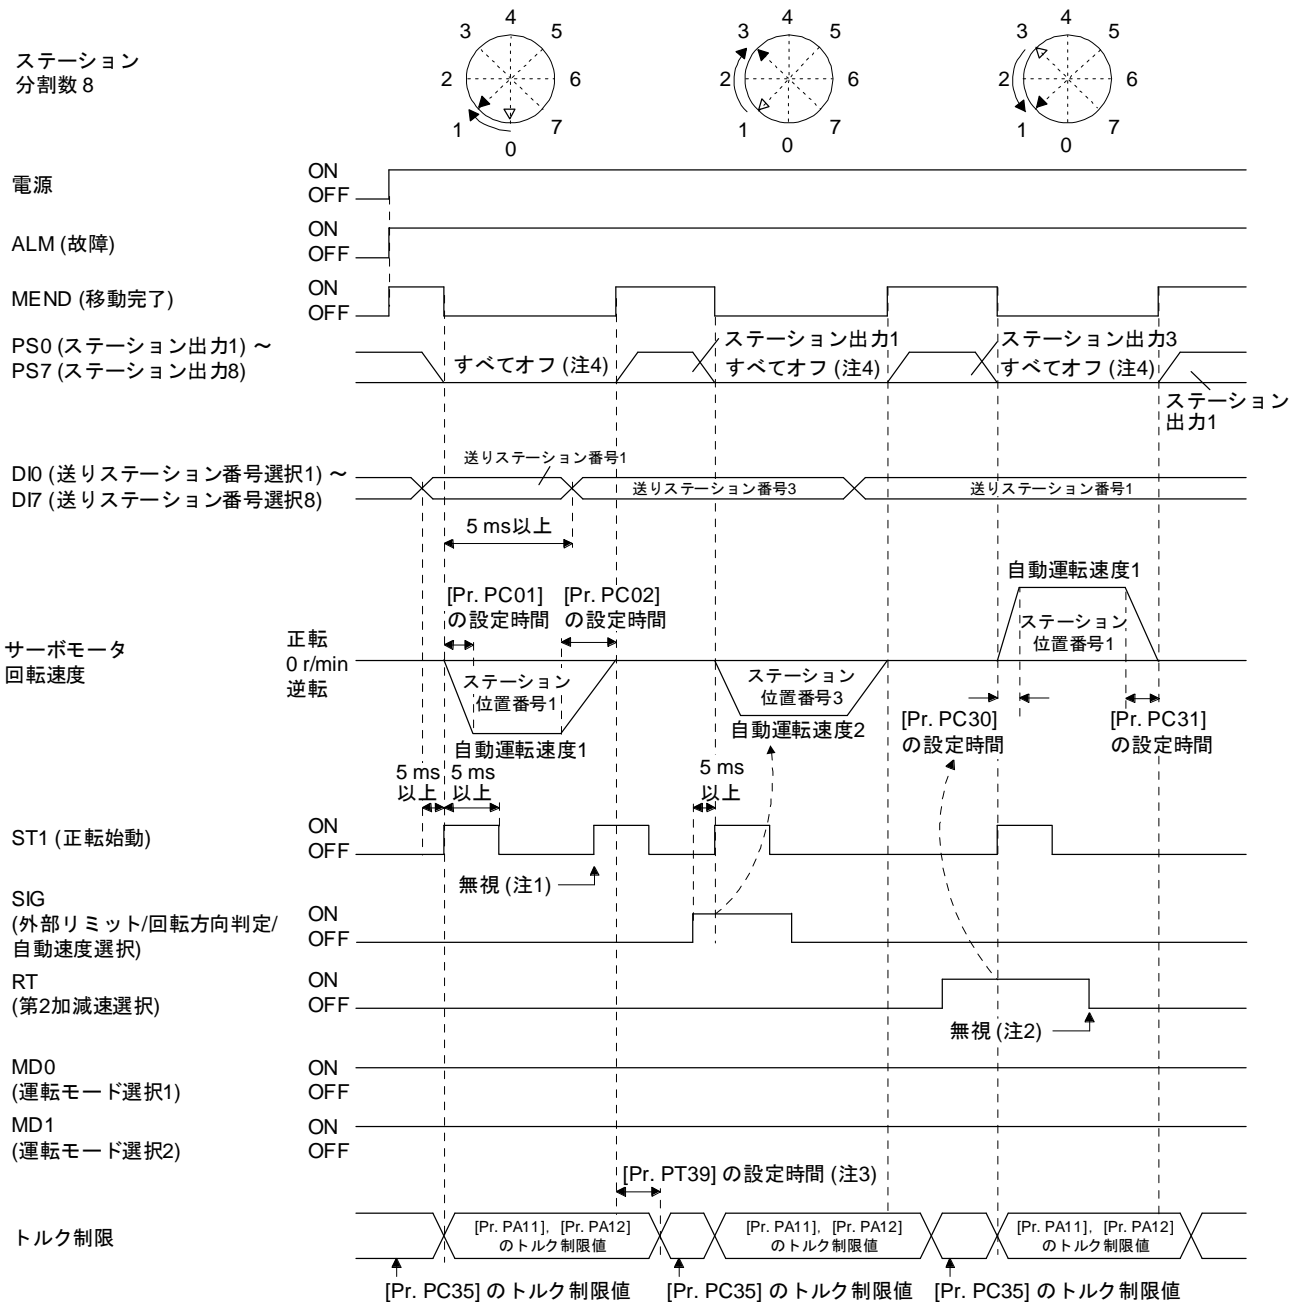 ステーション
分割数 8
4
3 5
2 6
1 7
0
4
3 5
2 6
1 7
0
4
3 5
2 6
1 7
0
電源
ON
OFF
ALM (故障)
ON
OFF
MEND (移動完了)
ON
OFF
PS0 (ステーション出力1) ～
PS7 (ステーション出力8)
すべてオフ (注4)
ステーション出力1
すべてオフ (注4)
ステーション出力3
すべてオフ (注4)
ステーション
出力1
DI0 (送りステーション番号選択1) ～
DI7 (送りステーション番号選択8)
送りステーション番号1
送りステーション番号3
送りステーション番号1
5 ms以上
サーボモータ
回転速度
正転
0 r/min
逆転
[Pr. PC01]
の設定時間
[Pr. PC02]
の設定時間
ステーション
位置番号1
自動運転速度1
ステーション
位置番号3
自動運転速度2
自動運転速度1
ステーション
位置番号1
[Pr. PC30]
の設定時間
[Pr. PC31]
の設定時間
5 ms
以上
5 ms
以上
5 ms
以上
ST1 (正転始動)
ON
OFF
無視 (注1)
SIG
(外部リミット/回転方向判定/
自動速度選択)
ON
OFF
RT
(第2加減速選択)
ON
OFF
無視 (注2)
MD0
(運転モード選択1)
ON
OFF
MD1
(運転モード選択2)
ON
OFF
[Pr. PT39] の設定時間 (注3)
トルク制限
[Pr. PA11]，[Pr. PA12]
のトルク制限値
[Pr. PA11]，[Pr. PA12]
のトルク制限値
[Pr. PA11]，[Pr. PA12]
のトルク制限値
[Pr. PC35] のトルク制限値
[Pr. PC35] のトルク制限値
[Pr. PC35] のトルク制限値